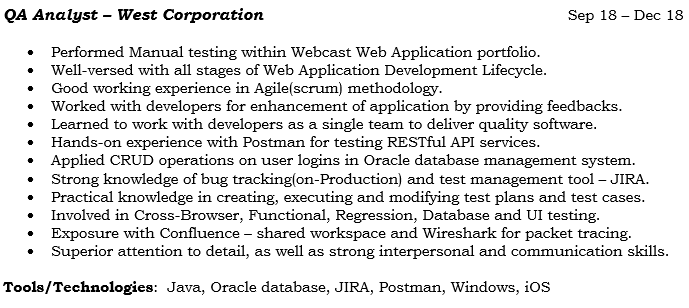 QA Analyst – West Corporation Sep 18 – Dec 18
• Performed Manual testing within Webcast Web Application portfolio.
• Well-versed with all stages of Web Application Development Lifecycle.
• Good working experience in Agile(scrum) methodology.
• Worked with developers for enhancement of application by providing feedbacks.
• Learned to work with developers as a single team to deliver quality software.
• Hands-on experience with Postman for testing RESTful API services.
• Applied CRUD operations on user logins in Oracle database management system.
• Strong knowledge of bug tracking(on-Production) and test management tool – JIRA.
• Practical knowledge in creating, executing and modifying test plans and test cases.
• Involved in Cross-Browser, Functional, Regression, Database and UI testing.
• Exposure with Confluence – shared workspace and Wireshark for packet tracing.
• Superior attention to detail, as well as strong interpersonal and communication skills.
Tools/Technologies: Java, Oracle database, JIRA, Postman, Windows, iOS